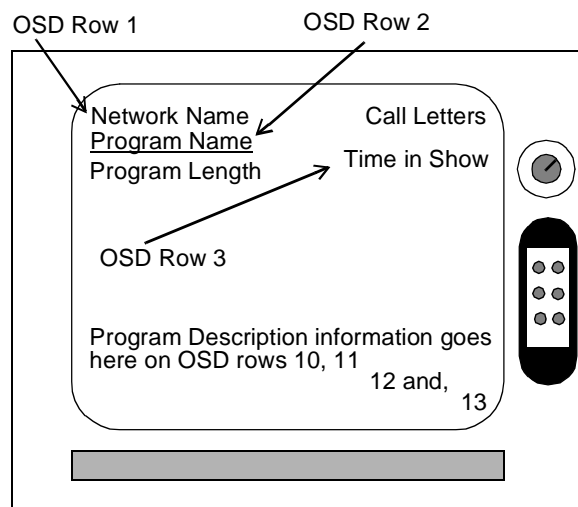 OSD Row 1
OSD Row 2
Network Name
Call Letters
Program Name
Time in Show
Program Length
OSD Row 3
Program Description information goes
here on OSD rows 10, 11
12 and,
13